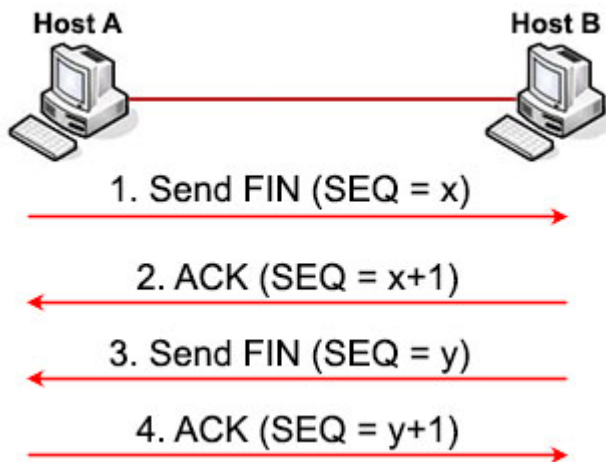 Host A
Host B
1. Send FIN (SEQ = x)
2. ACK (SEQ = x+1)
3. Send FIN (SEQ = y)
4. ACK (SEQ = y+1)